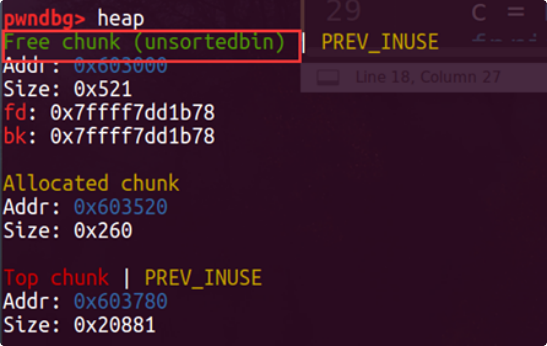 pwndbg> heap
Free chunk (unsortedbin) | PREV_INUSE
Addr: 0x603000
Size: 0x521
fd: 0x7ffff7dd1b78
bk: 0x7ffff7dd1b78
Allocated chunk
Addr: 0x603520
Size: 0x260
Top chunk | PREV_INUSE
Addr: 0x603780
Size: 0x20881
29
c =
Line 18, Column 27